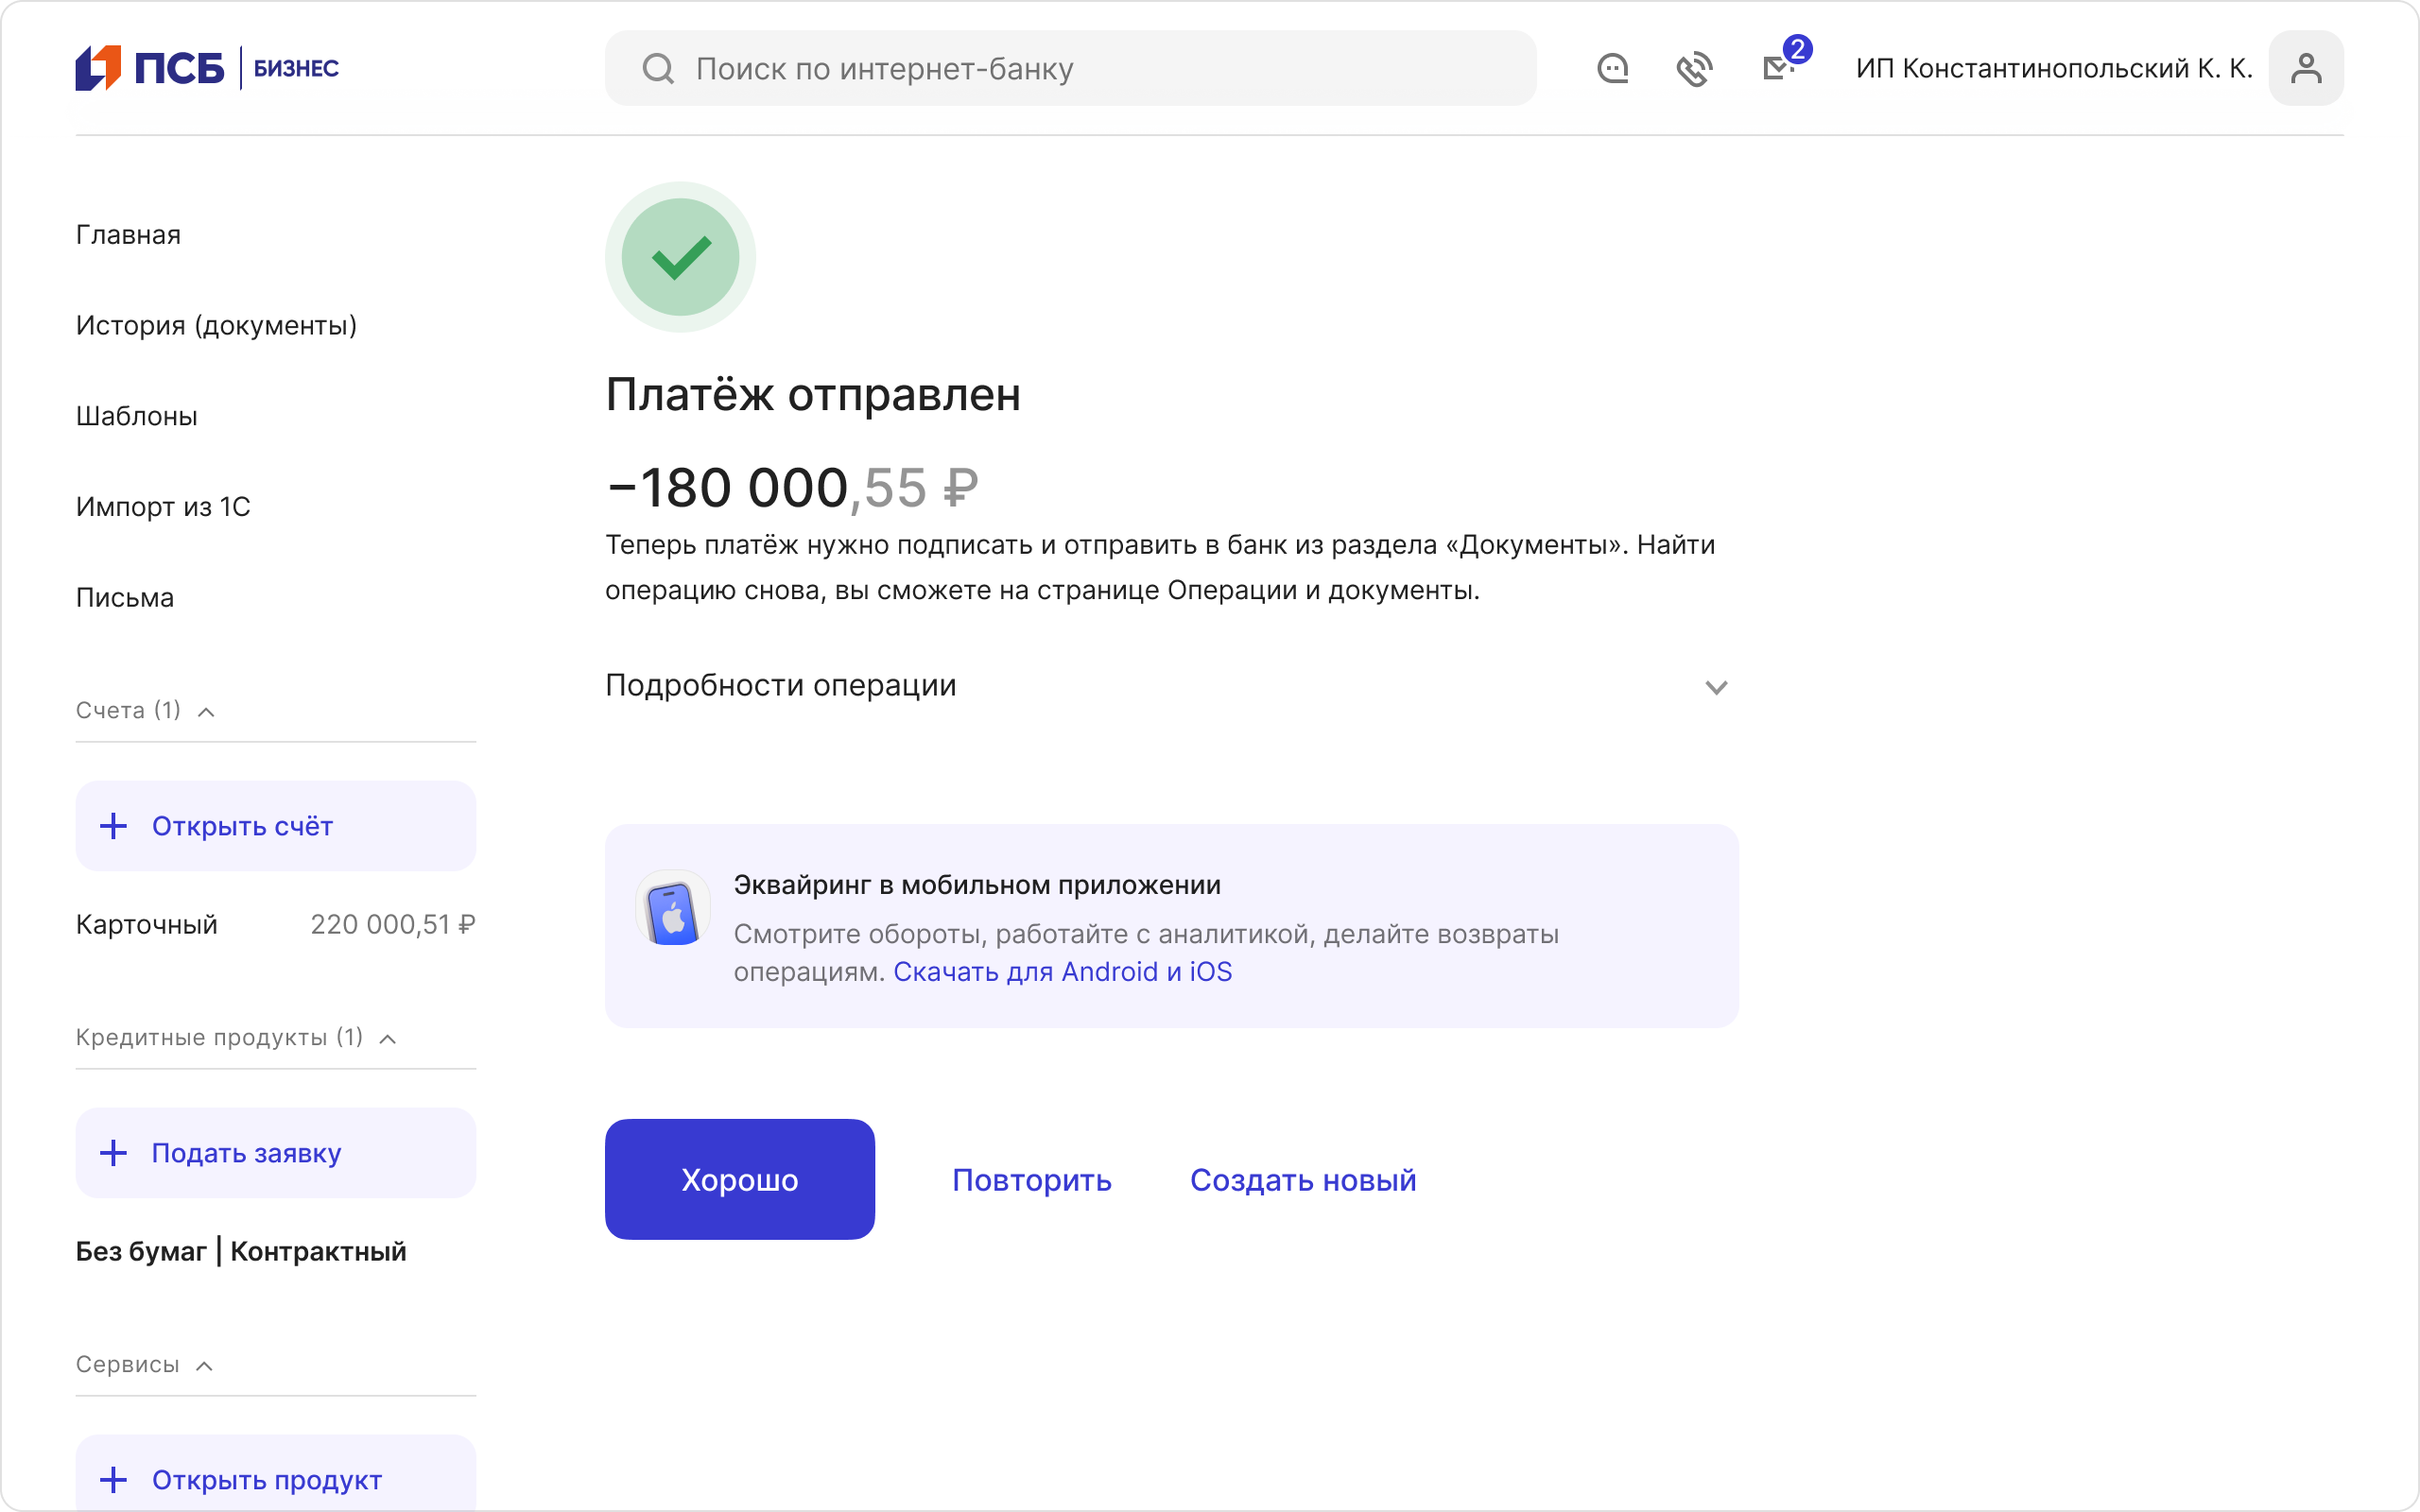 ПСБ БИЗНЕС
Поиск по интернет-банку
2
ИП Константинопольский К. К.
Главная
История (документы)
Шаблоны
Импорт из 1С
Письма
Счета (1)
Открыть счёт
Карточный 220 000,51 ₽
Кредитные продукты (1)
Подать заявку
Без бумаг | Контрактный
Сервисы
Открыть продукт
Платёж отправлен
−180 000,55 ₽
Теперь платёж нужно подписать и отправить в банк из раздела «Документы». Найти
операцию снова, вы сможете на странице Операции и документы.
Подробности операции
Эквайринг в мобильном приложении
Смотрите обороты, работайте с аналитикой, делайте возвраты
операциям. Скачать для Android и iOS
Хорошо
Повторить
Создать новый